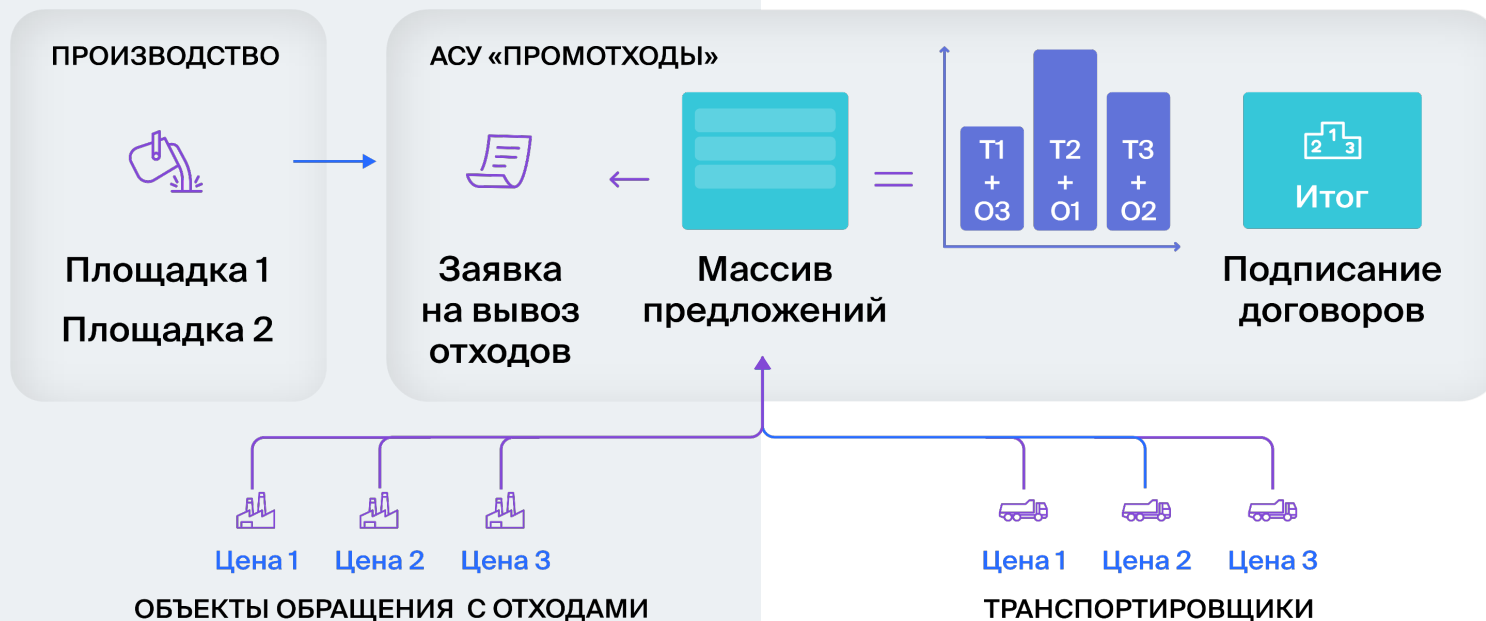 ПРОИЗВОДСТВО
Площадка 1
Площадка 2
АСУ «ПРОМОТХОДЫ»
Заявка
на вывоз
отходов
Массив
предложений
Т1
+
О3
Т2
+
О1
Т3
+
О2
2 1 3
Итог
Подписание
договоров
Цена 1
Цена 2
Цена 3
ОБЪЕКТЫ ОБРАЩЕНИЯ С ОТХОДАМИ
Цена 1
Цена 2
Цена 3
ТРАНСПОРТИРОВЩИКИ